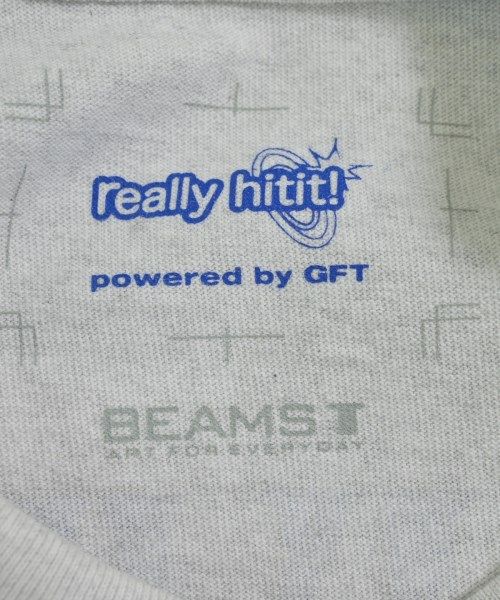 really hitit!
powered by GFT
BEAMS T
ART FOR EVERYDAY